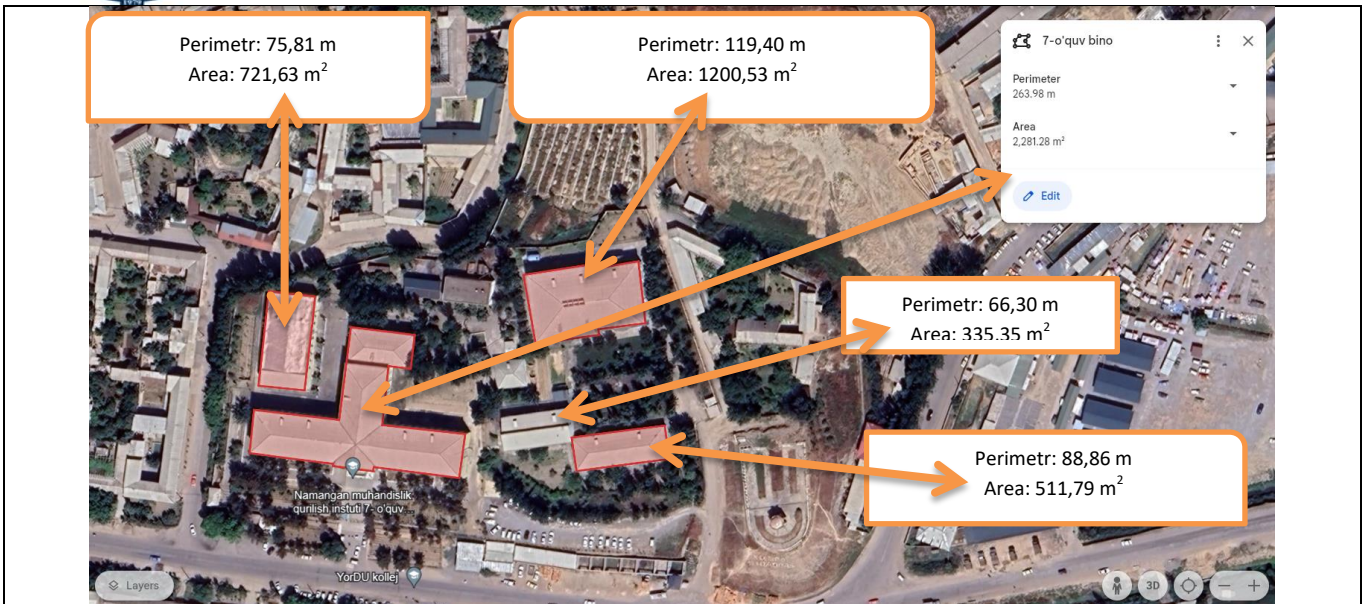 Perimetr: 75,81 m
Area: 721,63 m²
Perimetr: 119,40 m
Area: 1200,53 m²
7-o'quv bino
Perimeter
263.98 m
Area
2,281.28 m²
Edit
Perimetr: 66,30 m
Area: 335,35 m²
Perimetr: 88,86 m
Area: 511,79 m²
Namangan muhandislik
qurilish instuti 7- o'quv...
YorDU kollej
Layers
3D